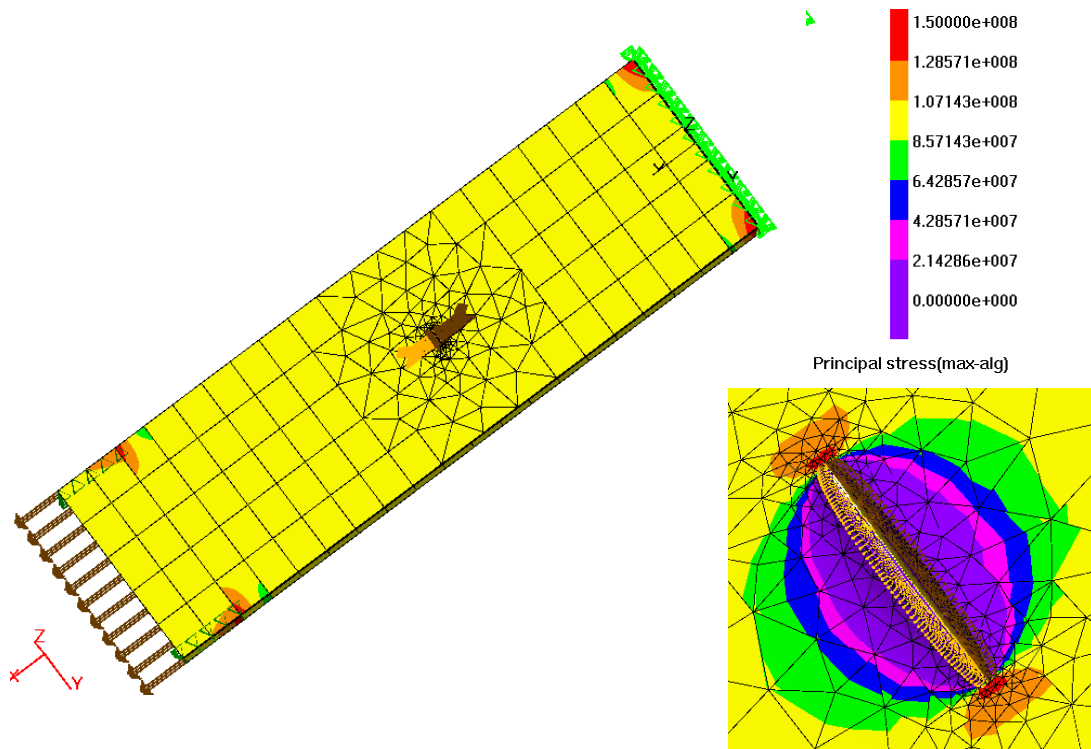 1.50000e+008
1.28571e+008
1.07143e+008
8.57143e+007
6.42857e+007
4.28571e+007
2.14286e+007
0.00000e+000
Principal stress(max-alg)
Z
X
Y